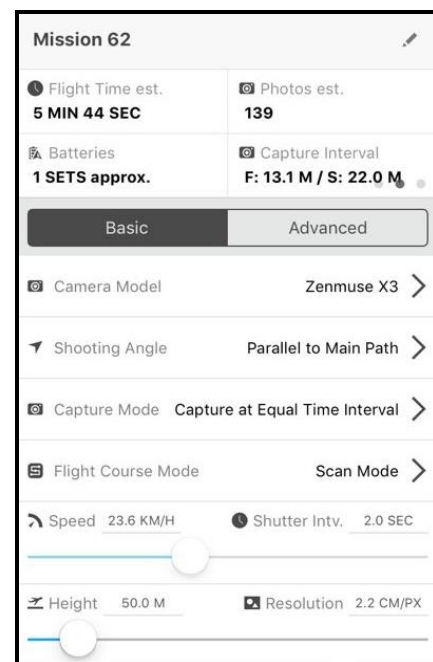 Mission 62
Flight Time est.
5 MIN 44 SEC
Photos est.
139
Batteries
1 SETS approx.
Capture Interval
F: 13.1 M / S: 22.0 M
Basic
Advanced
Camera Model
Zenmuse X3
Shooting Angle
Parallel to Main Path
Capture Mode
Capture at Equal Time Interval
Flight Course Mode
Scan Mode
Speed 23.6 KM/H
Shutter Intv. 2.0 SEC
Height 50.0 M
Resolution 2.2 CM/PX